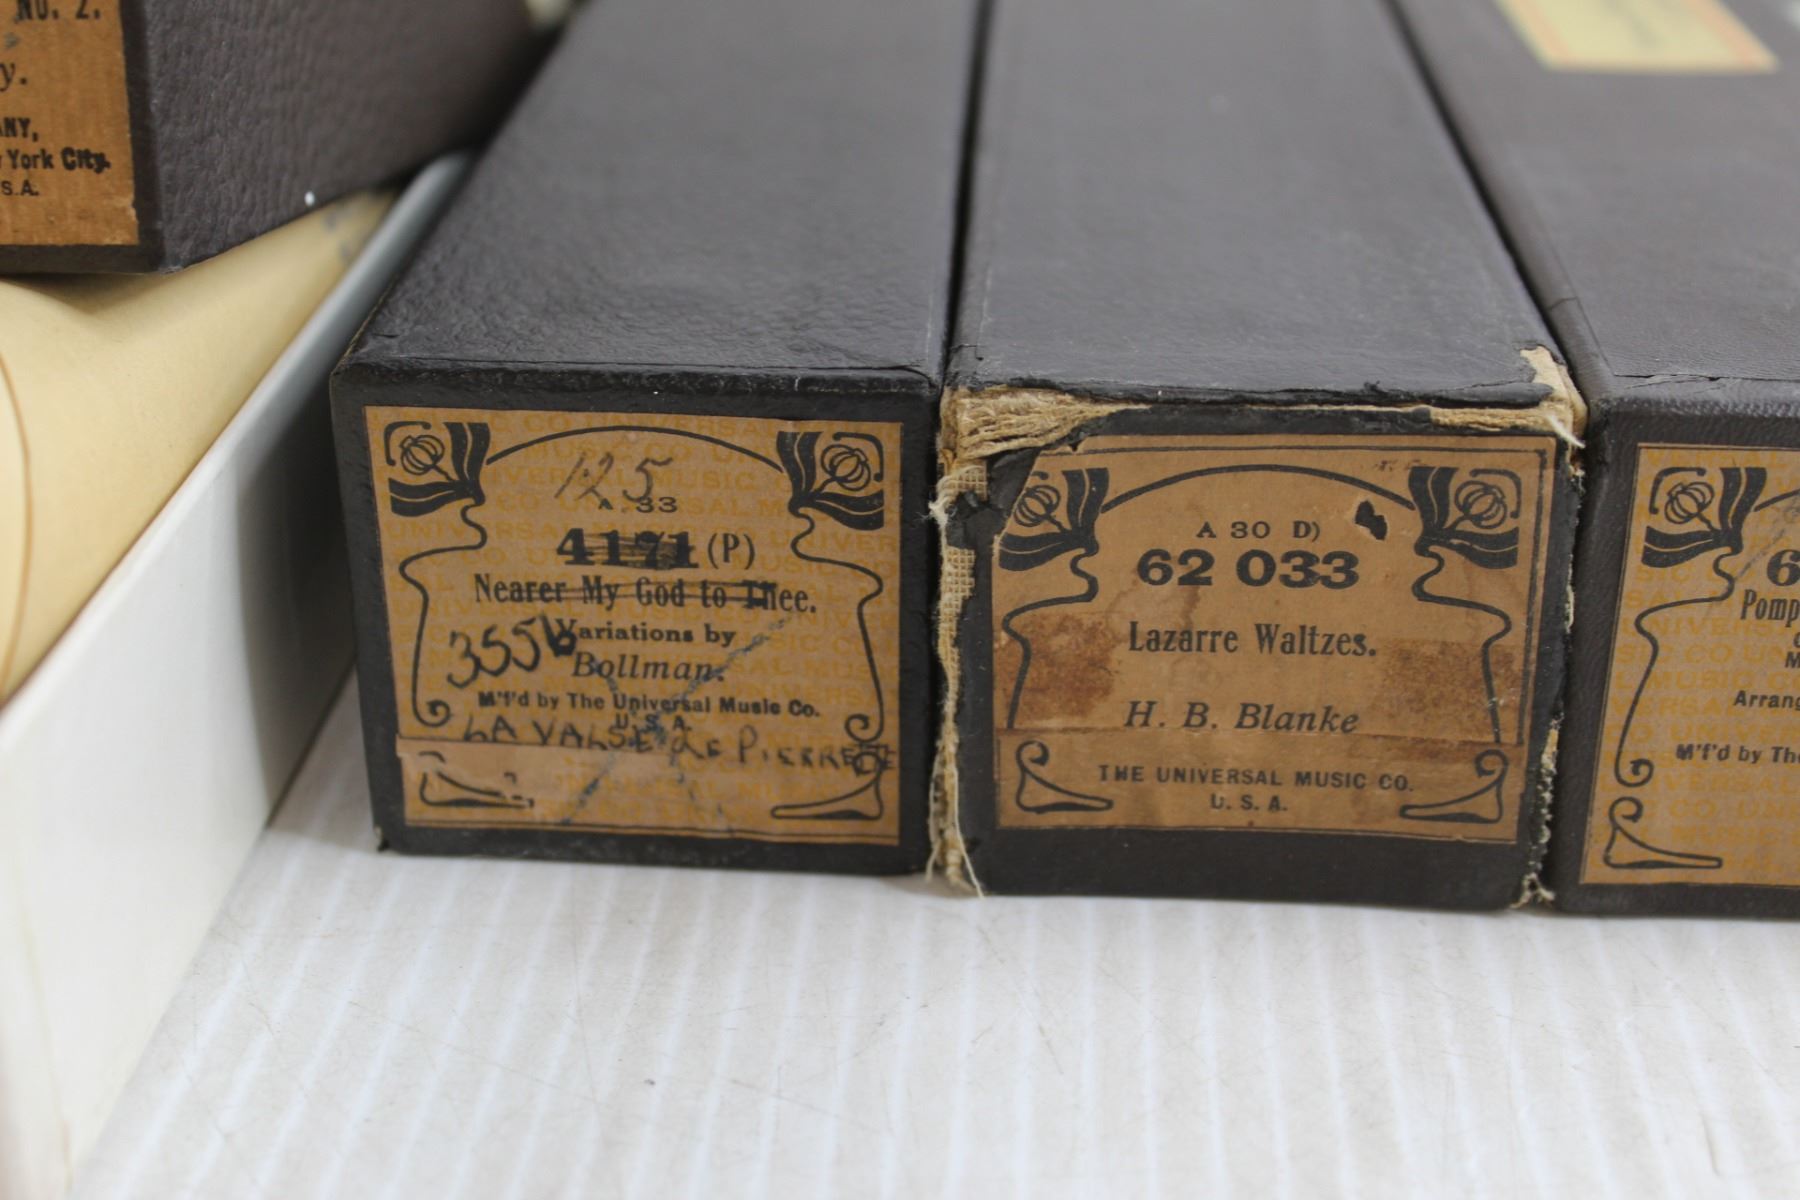 NO. 2.
y.
ANY,
York City.
S.A.
125
A 33
4171 (P)
Nearer My God to Thee.
3556
Variations by
Bollman.
M'f'd by The Universal Music Co.
U. S. A.
LA VALSE De PIERRETTE
A 30 D)
62 033
Lazarre Waltzes.
H. B. Blanke
THE UNIVERSAL MUSIC CO.
U. S. A.
6
Pomp
M
Arrang
M'f'd by The